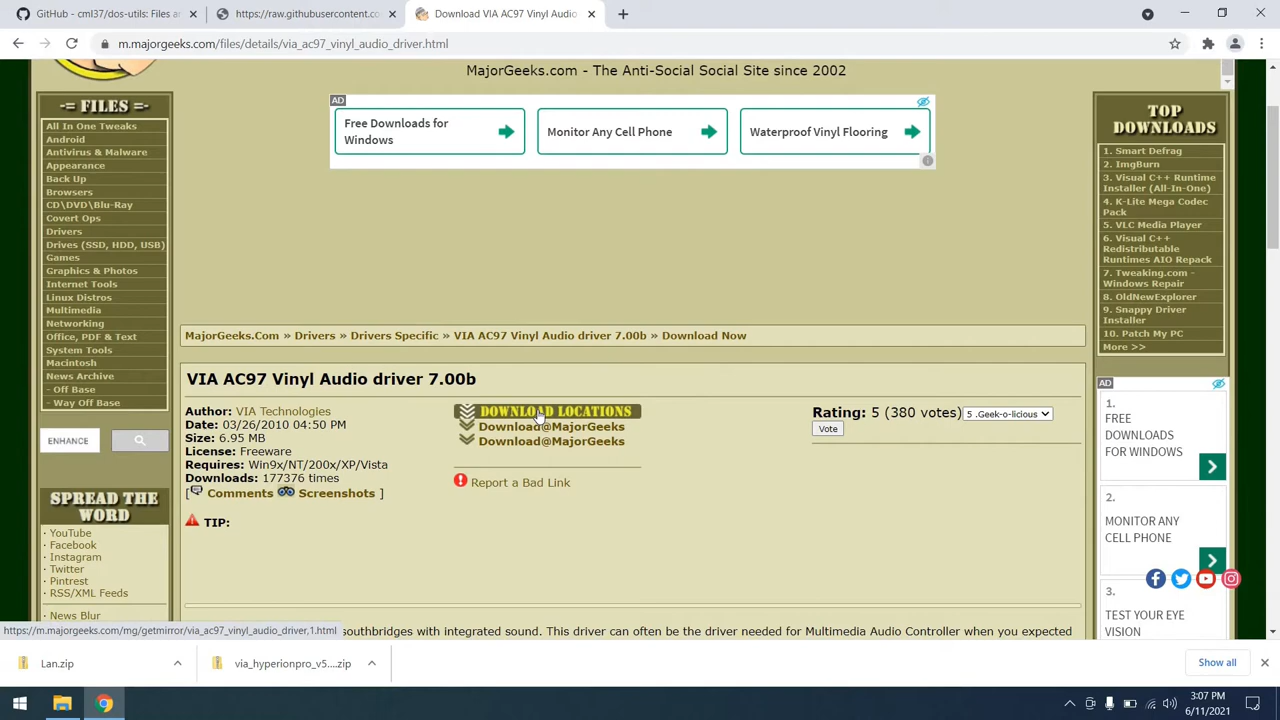 GitHub - cml37/dos-utils: Files ar
https://raw.githubusercontent.co
Download VIA AC97 Vinyl Audio
m.majorgeeks.com/files/details/via_ac97_vinyl_audio_driver.html
MajorGeeks.com - The Anti-Social Social Site since 2002
-= FILES =-
All In One Tweaks
Android
Antivirus & Malware
Appearance
Back Up
Browsers
CD\DVD\Blu-Ray
Covert Ops
Drivers
Drives (SSD, HDD, USB)
Games
Graphics & Photos
Internet Tools
Linux Distros
Multimedia
Networking
Office, PDF & Text
System Tools
Macintosh
News Archive
- Off Base
- Way Off Base
ENHANCE
SPREAD THE
WORD
· YouTube
· Facebook
· Instagram
· Twitter
· Pintrest
· RSS/XML Feeds
· News Blur
AD
Free Downloads for
Windows
Monitor Any Cell Phone
Waterproof Vinyl Flooring
MajorGeeks.Com » Drivers » Drivers Specific » VIA AC97 Vinyl Audio driver 7.00b » Download Now
VIA AC97 Vinyl Audio driver 7.00b
Author: VIA Technologies
Date: 03/26/2010 04:50 PM
Size: 6.95 MB
License: Freeware
Requires: Win9x/NT/200x/XP/Vista
Downloads: 177376 times
[ Comments Screenshots ]
TIP:
DOWNLOAD LOCATIONS
Download@MajorGeeks
Download@MajorGeeks
Report a Bad Link
Rating: 5 (380 votes) 5 .Geek-o-licious
Vote
southbridges with integrated sound. This driver can often be the driver needed for Multimedia Audio Controller when you expected
TOP
DOWNLOADS
1. Smart Defrag
2. ImgBurn
3. Visual C++ Runtime
Installer (All-In-One)
4. K-Lite Mega Codec
Pack
5. VLC Media Player
6. Visual C++
Redistributable
Runtimes AIO Repack
7. Tweaking.com -
Windows Repair
8. OldNewExplorer
9. Snappy Driver
Installer
10. Patch My PC
More >>
AD
1.
FREE
DOWNLOADS
FOR WINDOWS
2.
MONITOR ANY
CELL PHONE
3.
TEST YOUR EYE
VISION
https://m.majorgeeks.com/mg/getmirror/via_ac97_vinyl_audio_driver,1.html
Lan.zip
via_hyperionpro_v5....zip
Show all
3:07 PM
6/11/2021